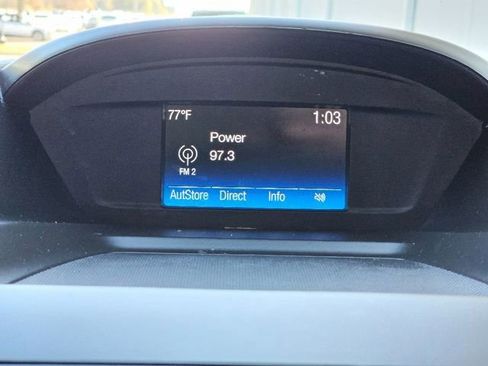 77°F 1:03
Power
97.3
FM 2
AutStore Direct Info